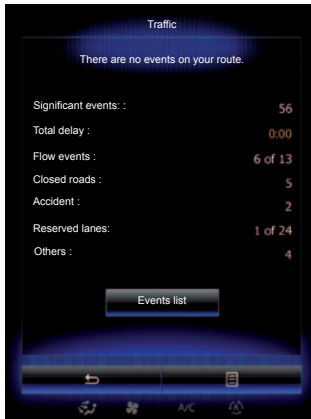 Traffic
There are no events on your route.
Significant events: : 56
Total delay : 0:00
Flow events : 6 of 13
Closed roads : 5
Accident : 2
Reserved lanes: 1 of 24
Others : 4
Events list
A/C
(A)